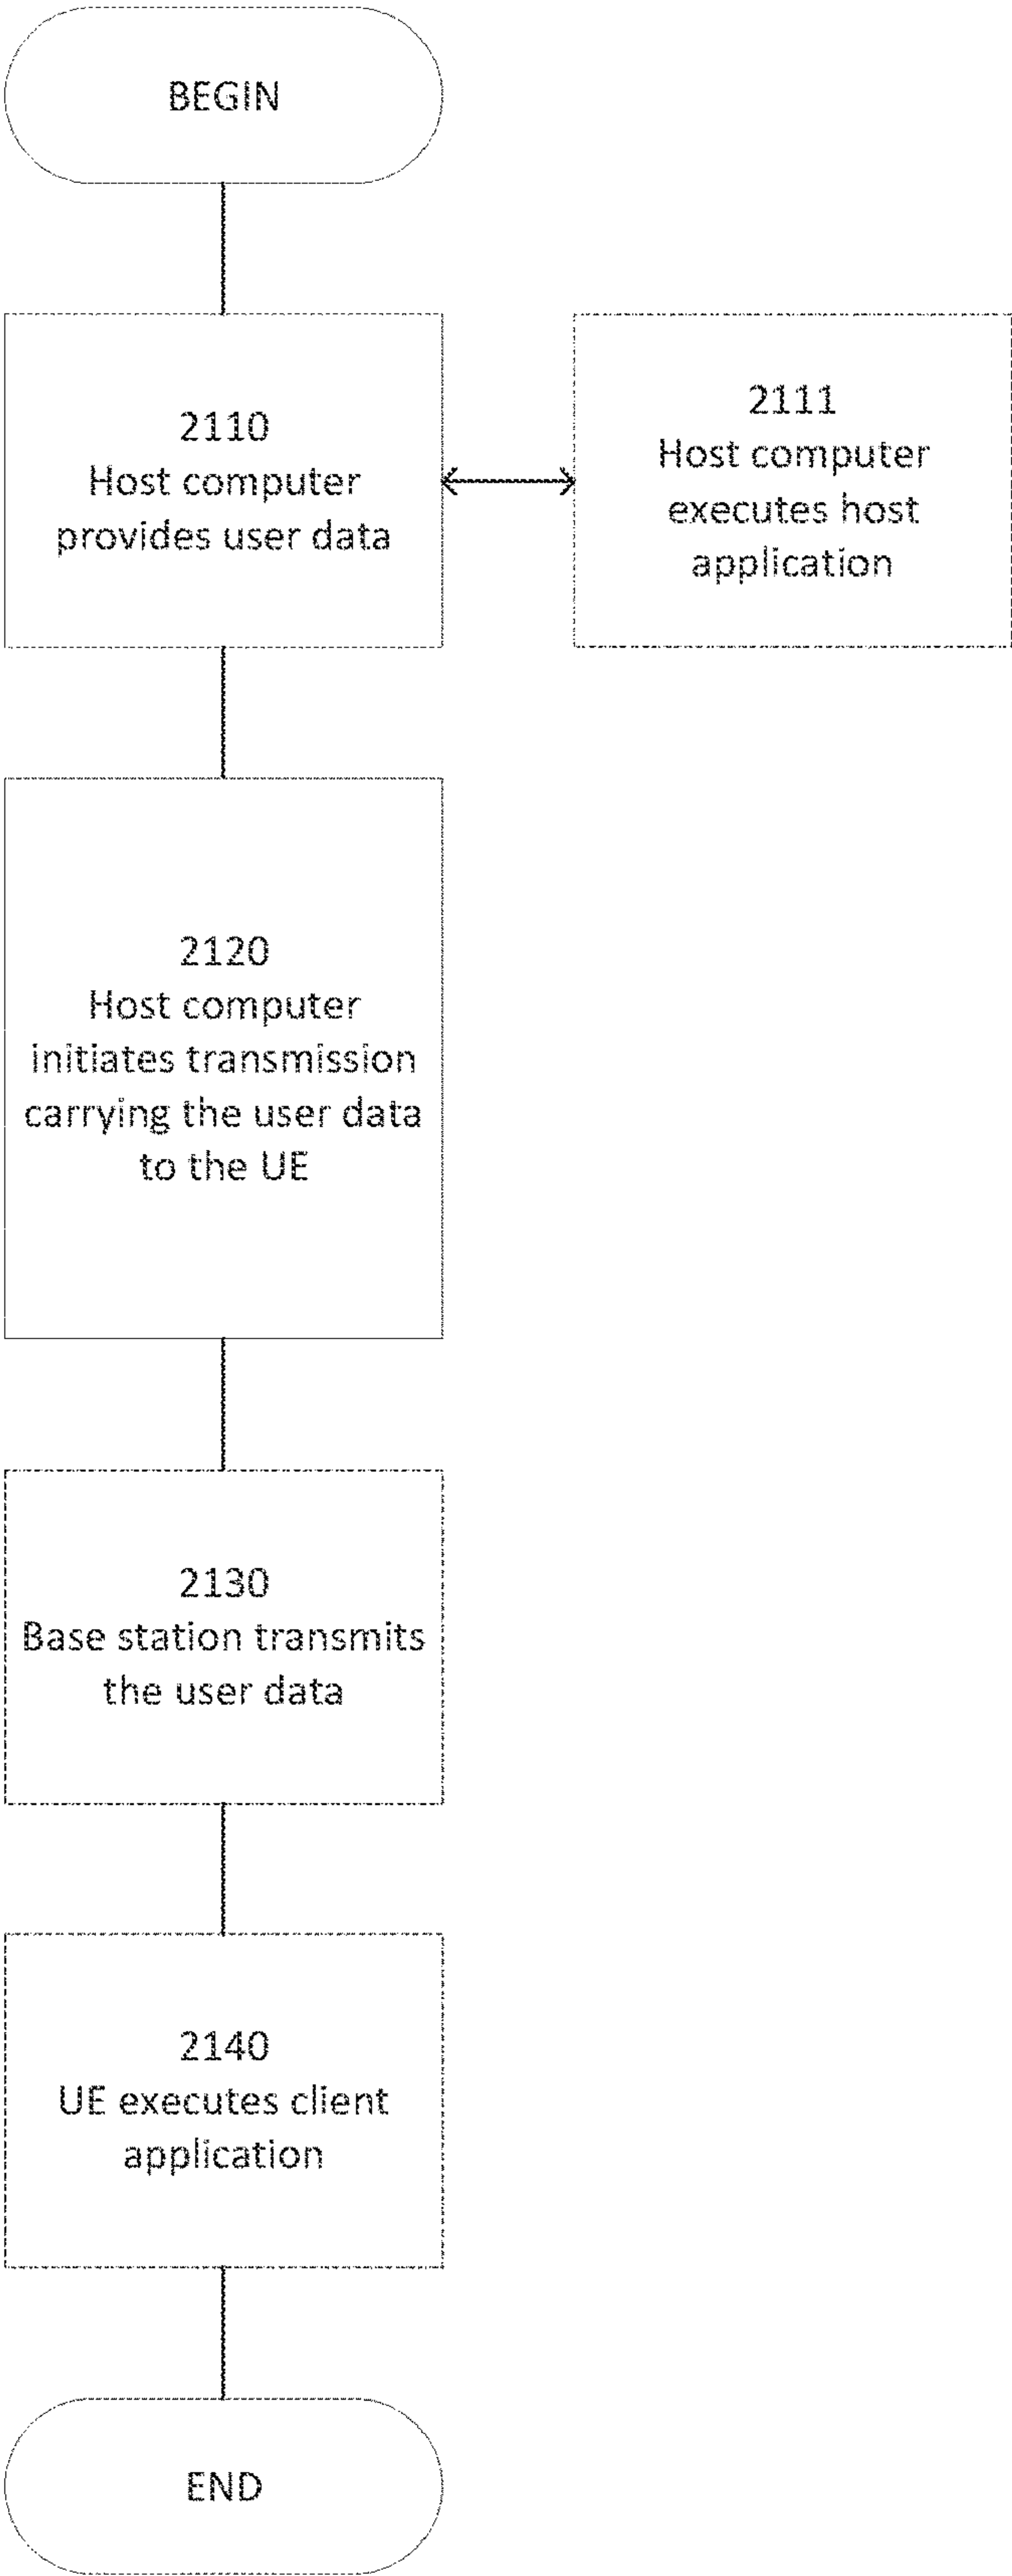 BEGIN
2110
Host computer
provides user data
2111
Host computer
executes host
application
2120
Host computer
initiates transmission
carrying the user data
to the UE
2130
Base station transmits
the user data
2140
UE executes client
application
END